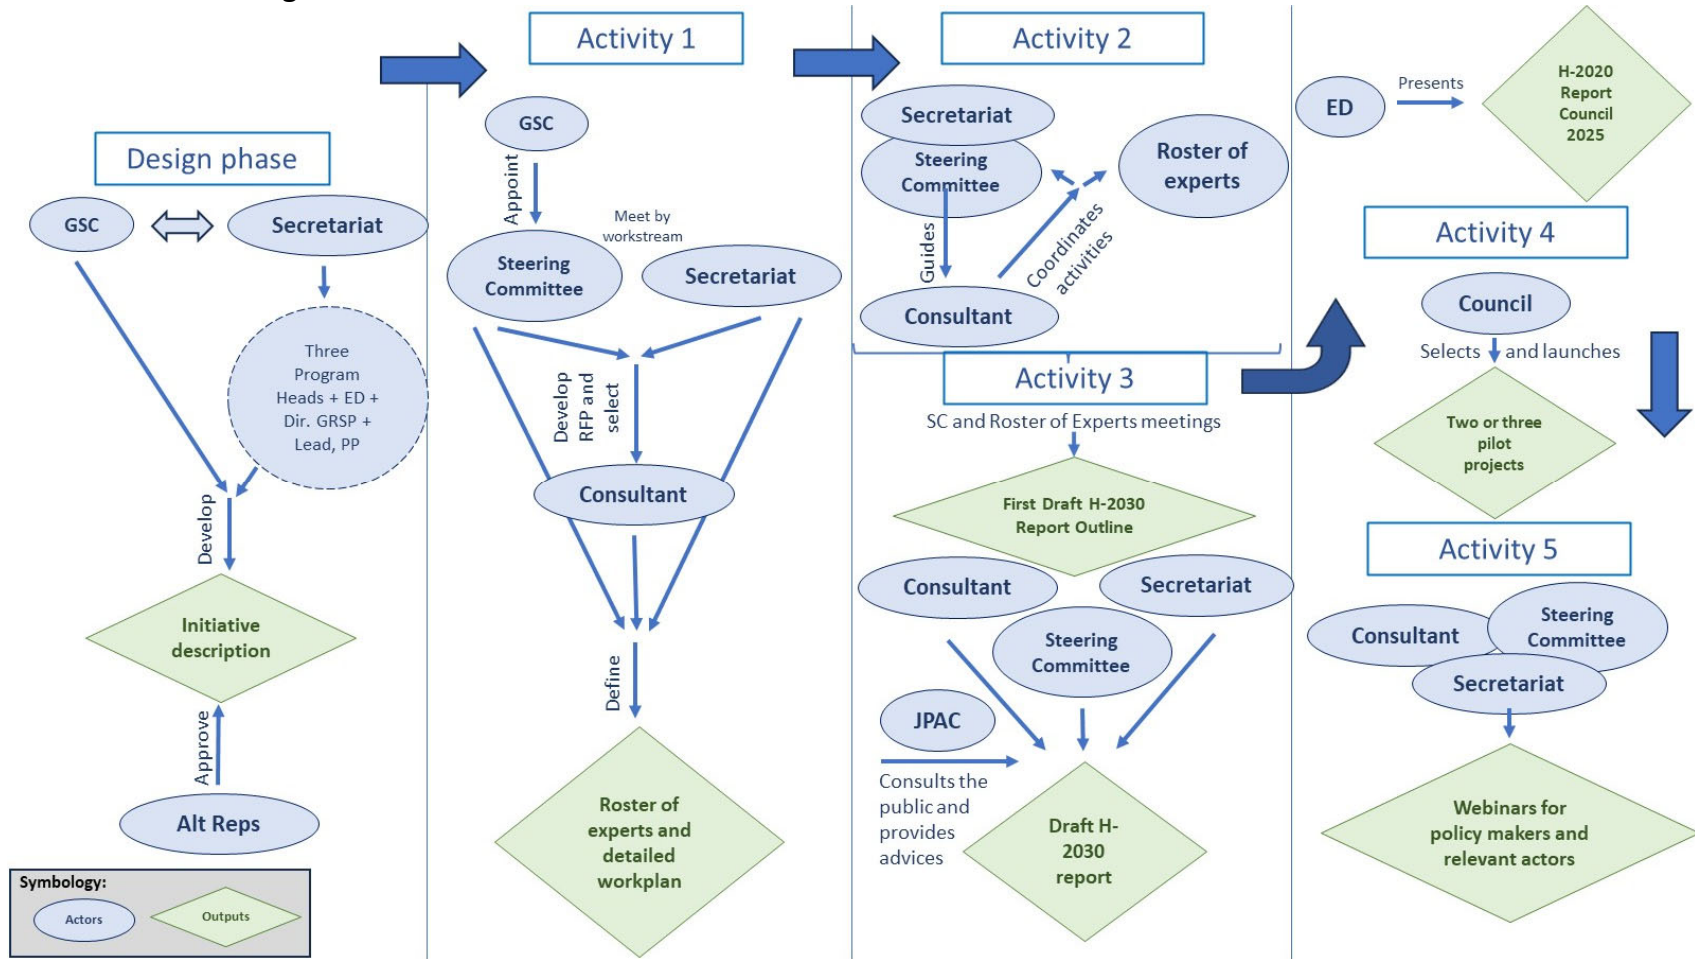 Design phase
GSC
Secretariat
Three
Program
Heads + ED +
Dir. GRSP +
Lead, PP
Develop
Initiative
description
Approve
Alt Reps
Symbology:
Actors
Outputs
Activity 1
GSC
Appoint
Meet by
workstream
Steering
Committee
Secretariat
Develop
RFP and
select
Consultant
Define
Roster of
experts and
detailed
workplan
Activity 2
Secretariat
Steering
Committee
Roster of
experts
Guides
Coordinates
activities
Consultant
Activity 3
SC and Roster of Experts meetings
First Draft H-2030
Report Outline
Consultant
Secretariat
Steering
Committee
JPAC
Consults the
public and
provides
advices
Draft H-
2030
report
ED
Presents
H-2020
Report
Council
2025
Activity 4
Council
Selects and launches
Two or three
pilot
projects
Activity 5
Consultant
Steering
Committee
Secretariat
Webinars for
policy makers and
relevant actors